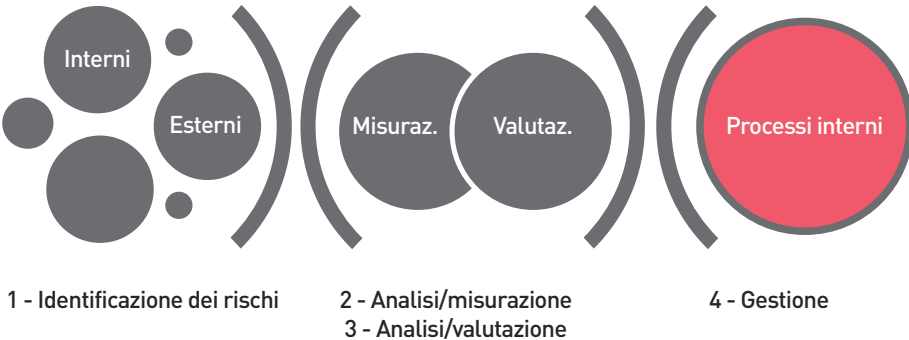 Interni
Esterni
Misuraz.
Valutaz.
Processi interni
1 - Identificazione dei rischi
2 - Analisi/misurazione
3 - Analisi/valutazione
4 - Gestione